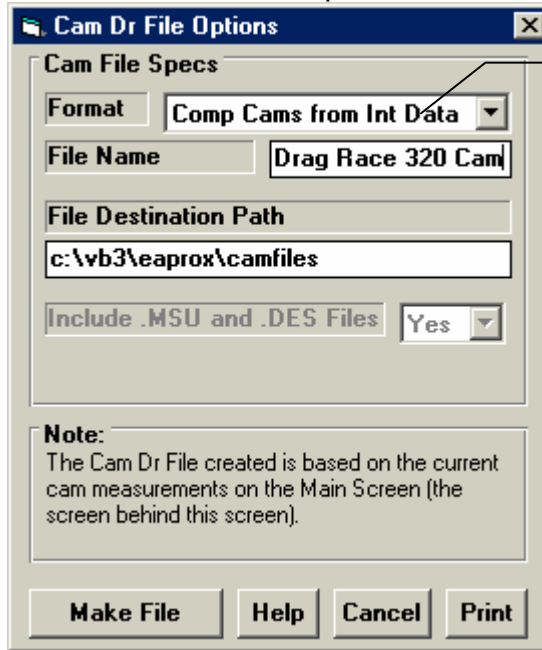 Cam Dr File Options
Cam File Specs
Format Comp Cams from Int Data
File Name Drag Race 320 Cam
File Destination Path
c:\vb3\eaprox\camfiles
Include .MSU and .DES Files Yes
Note:
The Cam Dr File created is based on the current
cam measurements on the Main Screen (the
screen behind this screen).
Make File Help Cancel Print